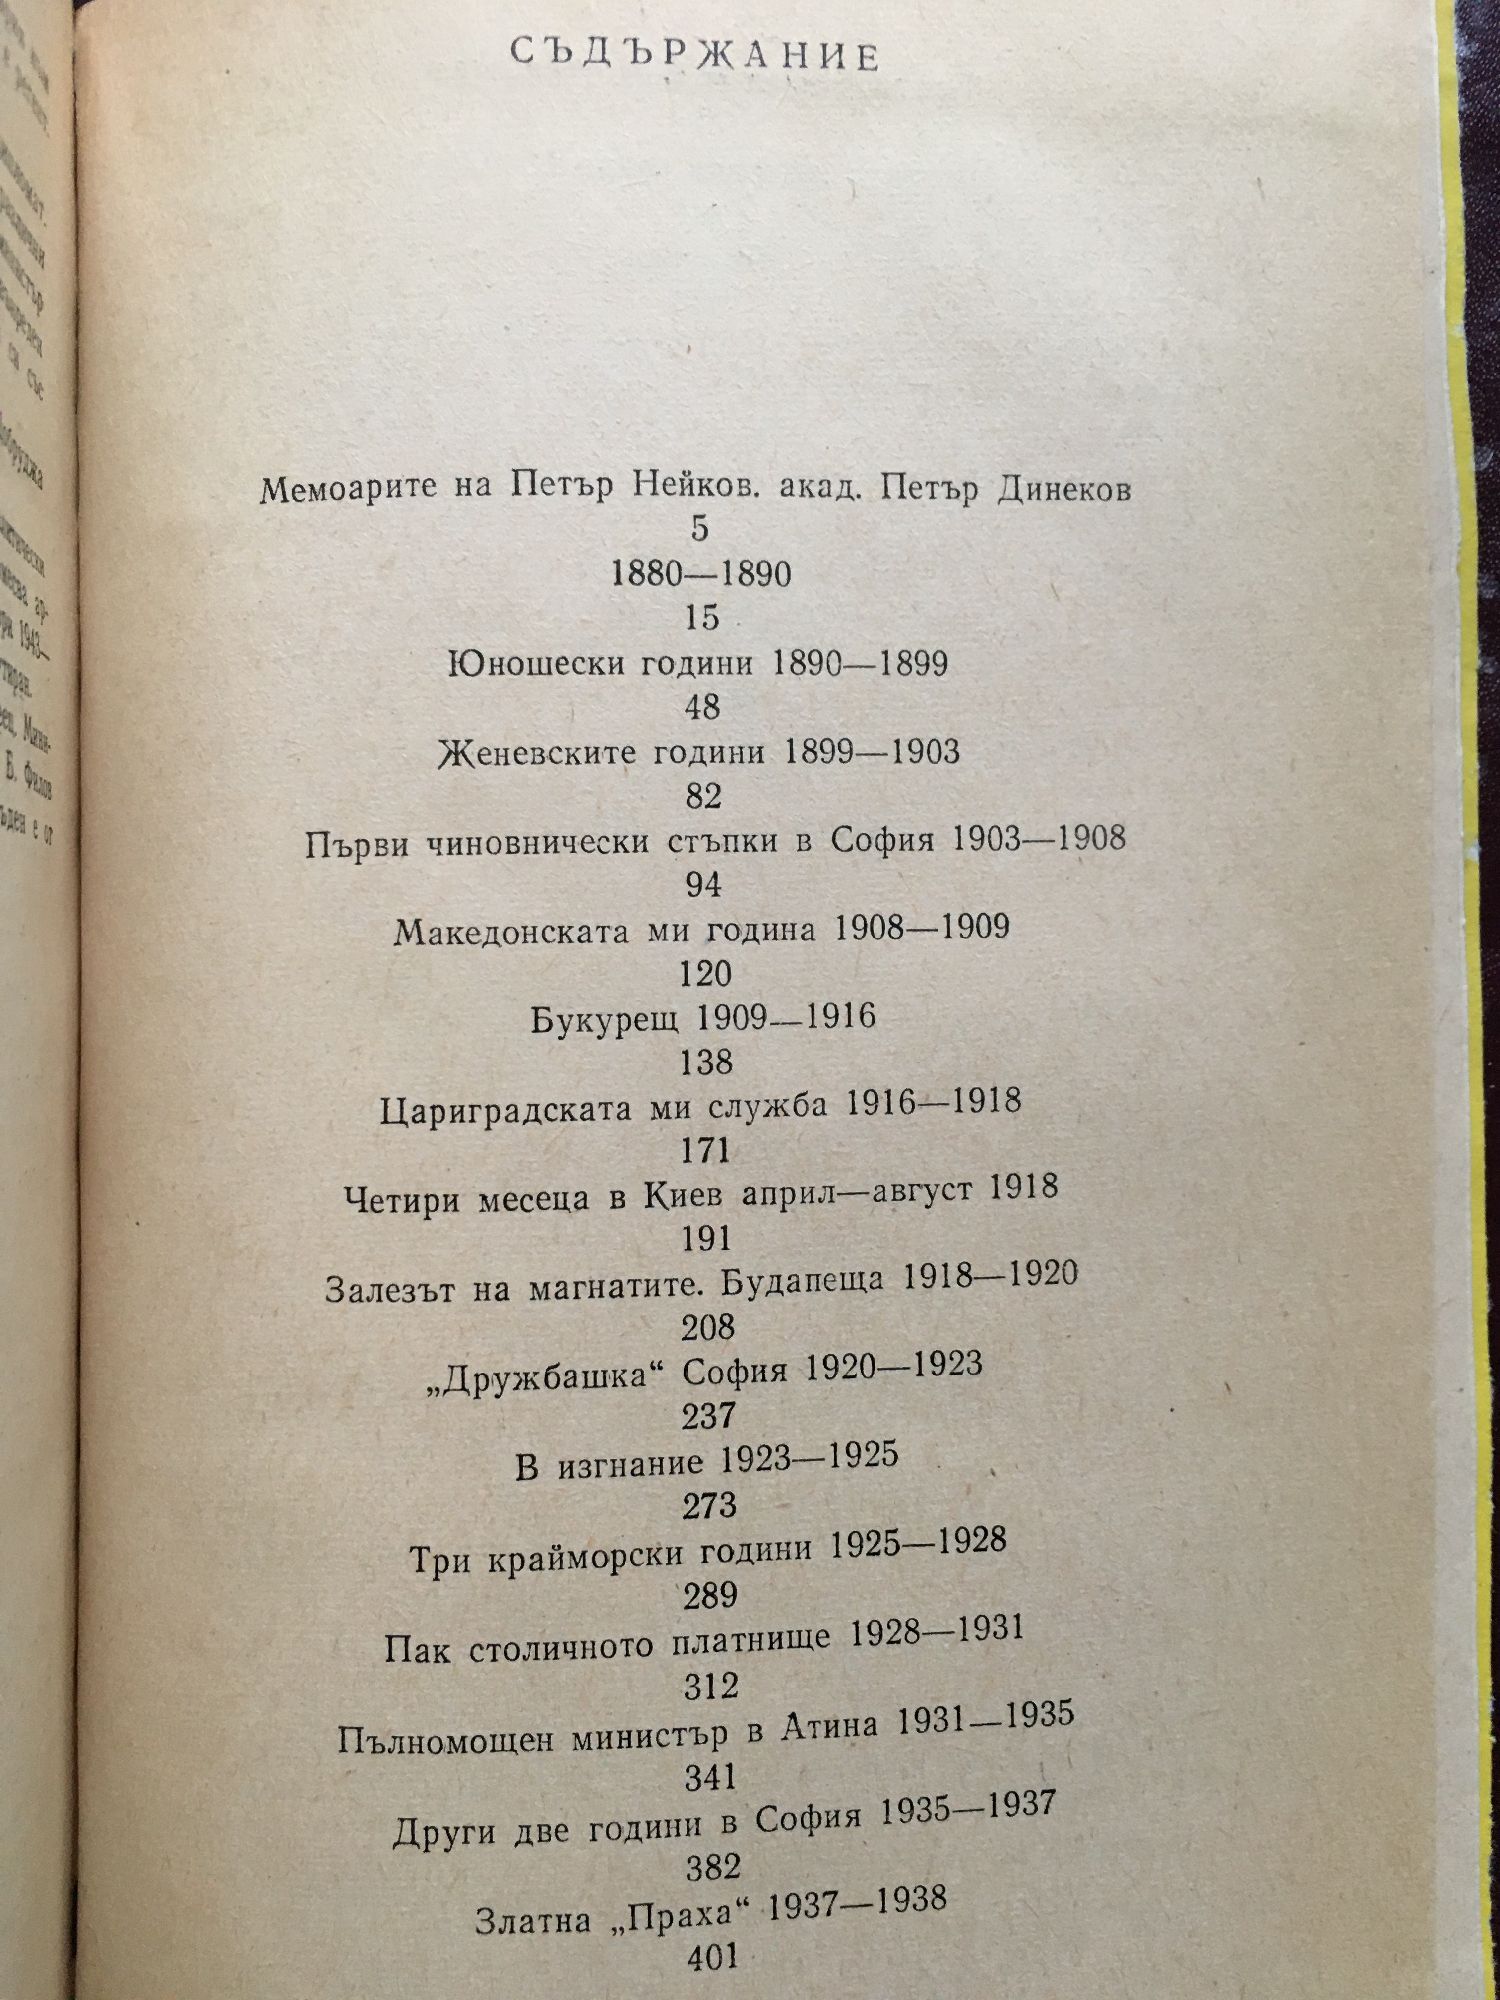 СЪДЪРЖАНИЕ
Мемоарите на Петър Нейков. акад. Петър Динеков
5
1880—1890
15
Юношески години 1890—1899
48
Женевските години 1899—1903
82
Първи чиновнически стъпки в София 1903—1908
94
Македонската ми година 1908—1909
120
Букурещ 1909—1916
138
Цариградската ми служба 1916—1918
171
Четири месеца в Киев април—август 1918
191
Залезът на магнатите. Будапеща 1918—1920
208
„Дружбашка“ София 1920—1923
237
В изгнание 1923—1925
273
Три крайморски години 1925—1928
289
Пак столичното платнище 1928—1931
312
Пълномощен министър в Атина 1931—1935
341
Други две години в София 1935—1937
382
Златна „Праха“ 1937—1938
401
си със
1943—
Б. Филов
е от